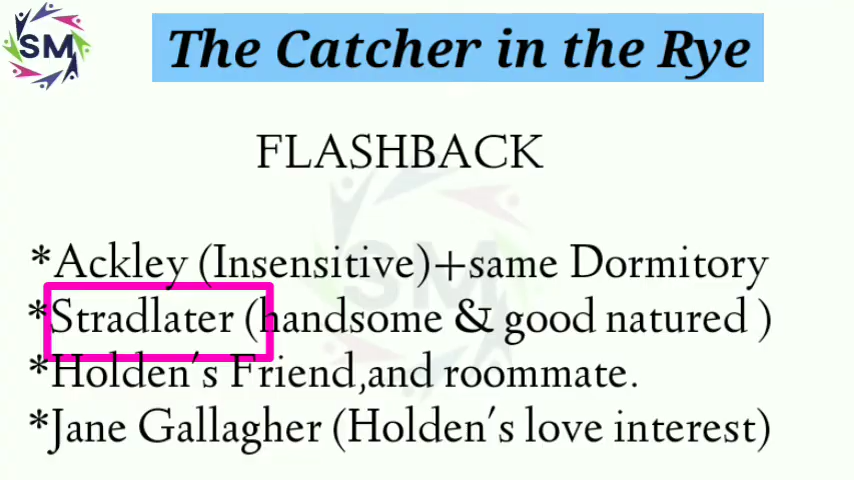 SM
The Catcher in the Rye
FLASHBACK
SM
*Ackley (Insensitive)+same Dormitory
*Stradlater (handsome & good natured )
*Holden's Friend,and roommate.
*Jane Gallagher (Holden's love interest)